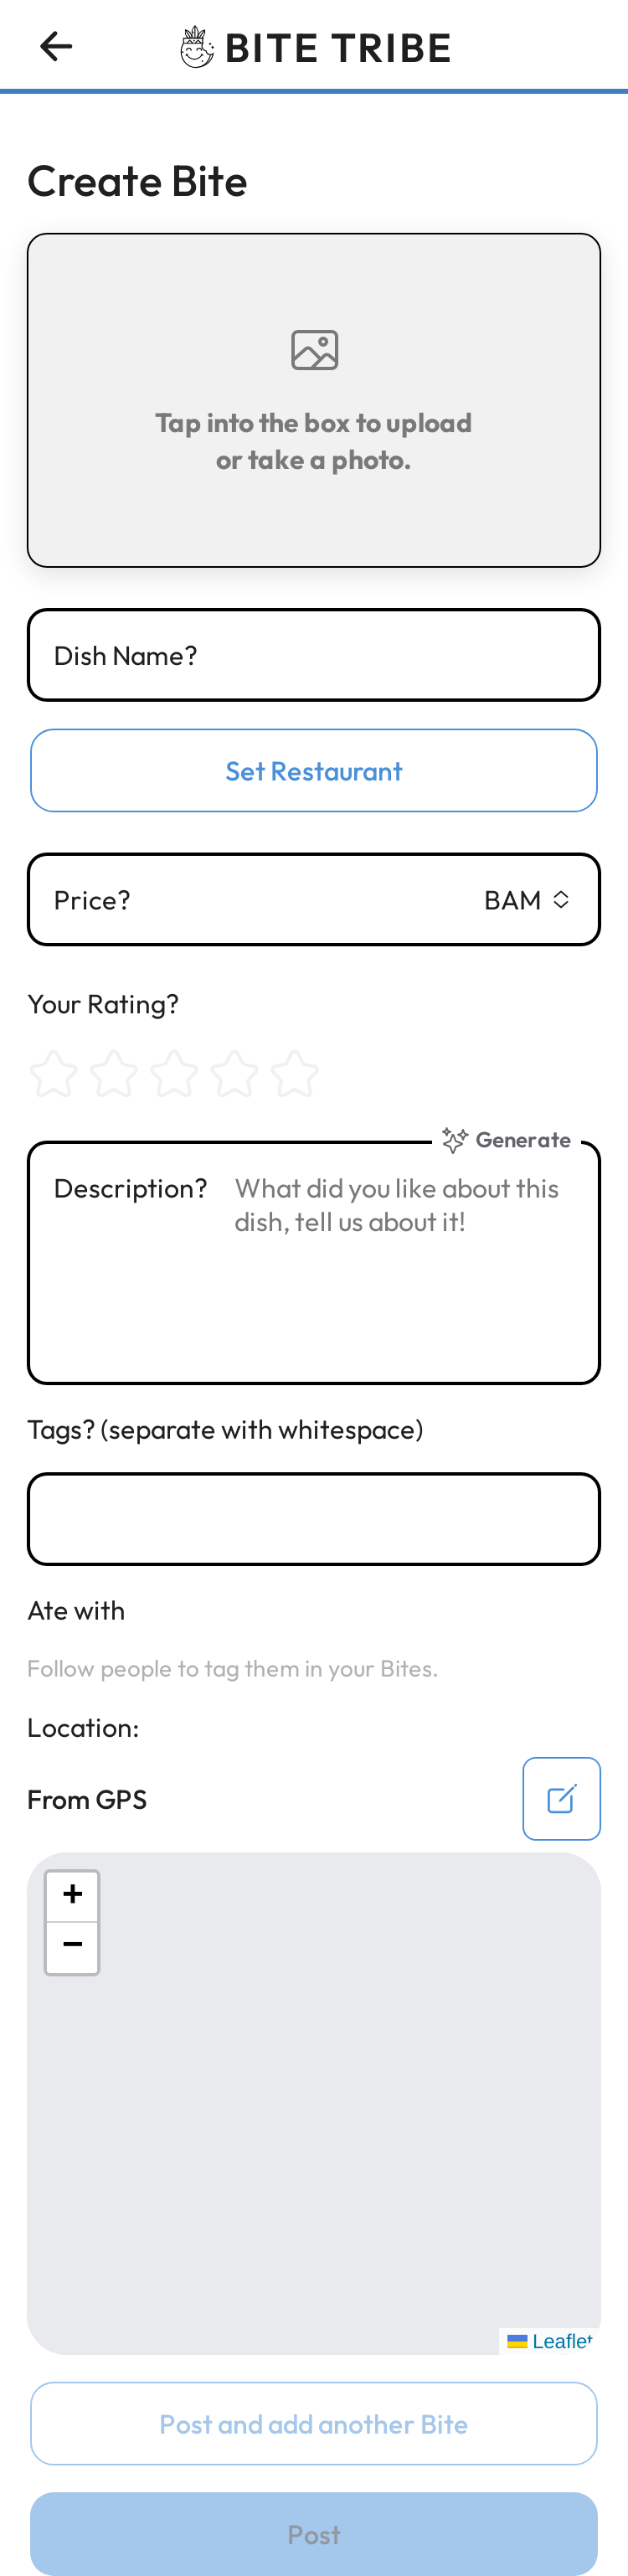 BITE TRIBE
Create Bite
Tap into the box to upload
or take a photo.
Dish Name?
Set Restaurant
Price?
BAM
Your Rating?
Generate
Description?
What did you like about this
dish, tell us about it!
Tags? (separate with whitespace)
Ate with
Follow people to tag them in your Bites.
Location:
From GPS
+
−
Leaflet
Post and add another Bite
Post